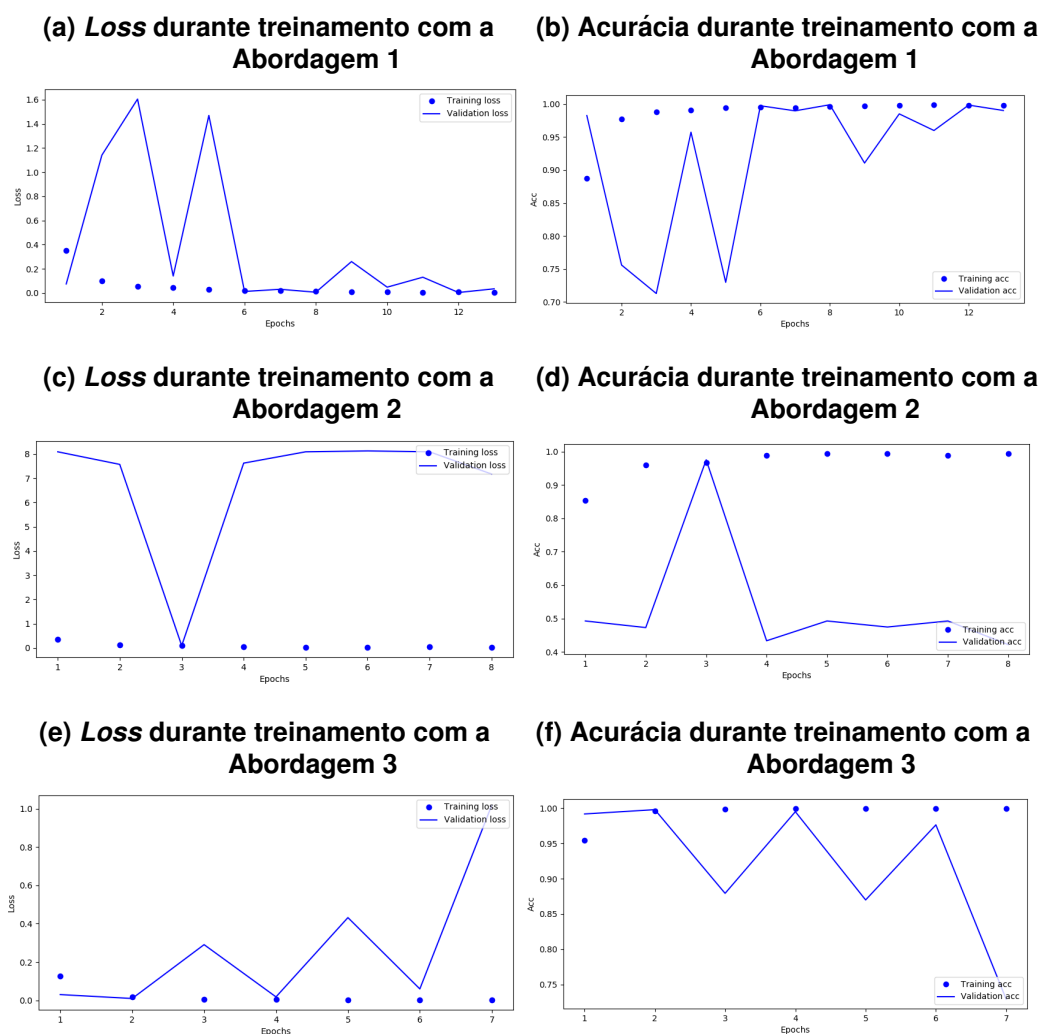 (a) Loss durante treinamento com a
Abordagem 1
1.6
1.4
1.2
1.0
0.8
0.6
0.4
0.2
0.0
Loss
Training loss
Validation loss
2 4 6 8 10 12
Epochs
(b) Acurácia durante treinamento com a
Abordagem 1
1.00
0.95
0.90
0.85
0.80
0.75
0.70
Acc
Training acc
Validation acc
2 4 6 8 10 12
Epochs
(c) Loss durante treinamento com a
Abordagem 2
8
7
6
5
4
3
2
1
0
Loss
Training loss
Validation loss
1 2 3 4 5 6 7 8
Epochs
(d) Acurácia durante treinamento com a
Abordagem 2
1.0
0.9
0.8
0.7
0.6
0.5
0.4
Acc
Training acc
Validation acc
1 2 3 4 5 6 7 8
Epochs
(e) Loss durante treinamento com a
Abordagem 3
1.0
0.8
0.6
0.4
0.2
0.0
Loss
Training loss
Validation loss
1 2 3 4 5 6 7
Epochs
(f) Acurácia durante treinamento com a
Abordagem 3
1.00
0.95
0.90
0.85
0.80
0.75
Acc
Training acc
Validation acc
1 2 3 4 5 6 7
Epochs